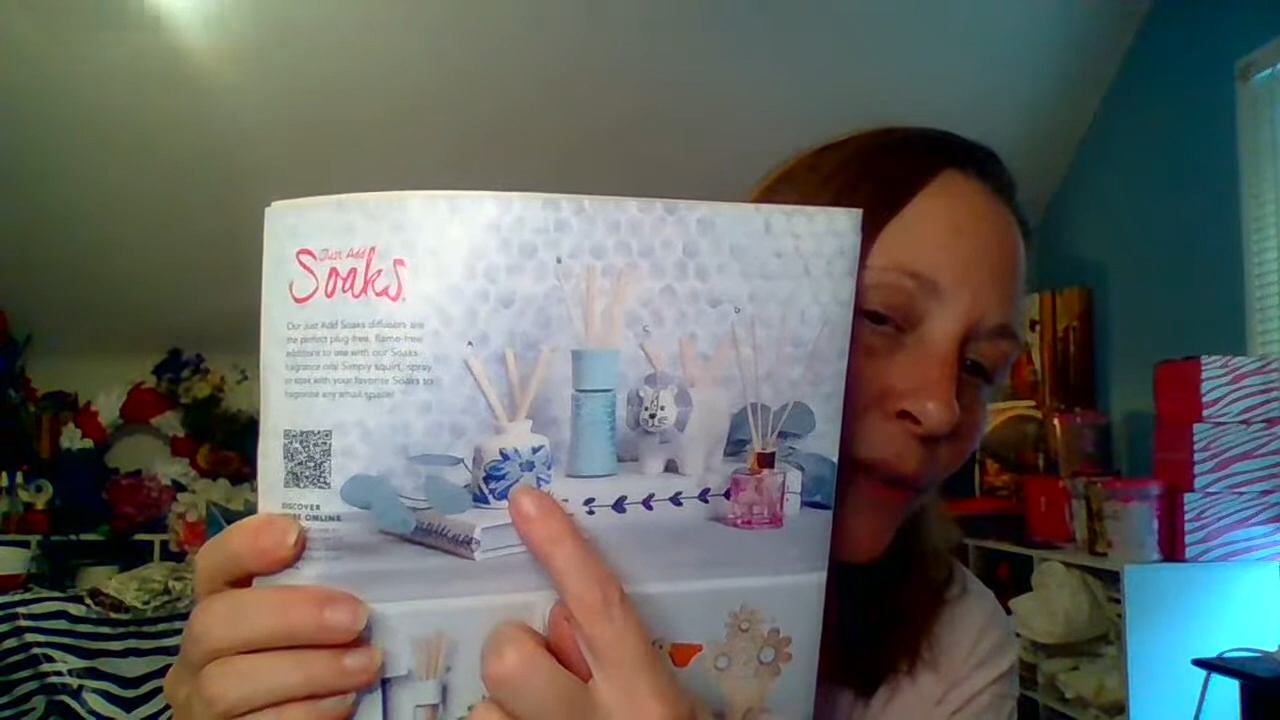 Just Add
Soaks
Our Just Add Soaks diffusers are
the perfect plug-free, flame-free
additions to use with our Soaks
fragrance oils! Simply squirt, spray
or soak with your favorite Soaks to
fragrance any small space!
A
B
C
D
DISCOVER
ONLINE